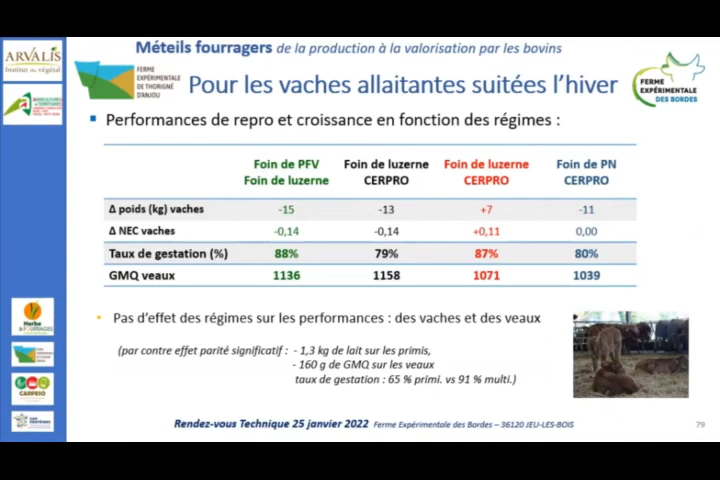 Méteils fourragers de la production à la valorisation par les bovins
ARVALIS
Institut du végétal
FERME
EXPÉRIMENTALE
DE THORIGNÉ
D'ANJOU
Pour les vaches allaitantes suitées l'hiver
FERME
EXPÉRIMENTALE
DES BORDES
AGRICULTURES
& TERRITOIRES
Performances de repro et croissance en fonction des régimes :
Foin de PFV Foin de luzerne Foin de luzerne Foin de PN
Foin de luzerne CERPRO CERPRO CERPRO
Δ poids (kg) vaches -15 -13 +7 -11
Δ NEC vaches -0,14 -0,14 +0,11 0,00
Taux de gestation (%) 88% 79% 87% 80%
GMQ veaux 1136 1158 1071 1039
Pas d'effet des régimes sur les performances : des vaches et des veaux
(par contre effet parité significatif : - 1,3 kg de lait sur les primis,
- 160 g de GMQ sur les veaux
taux de gestation : 65 % primi. vs 91 % multi.)
Herbe
& FOURRAGES
CARPESO
Rendez-vous Technique 25 janvier 2022 Ferme Expérimentale des Bordes – 36120 JEU-LES-BOIS
79